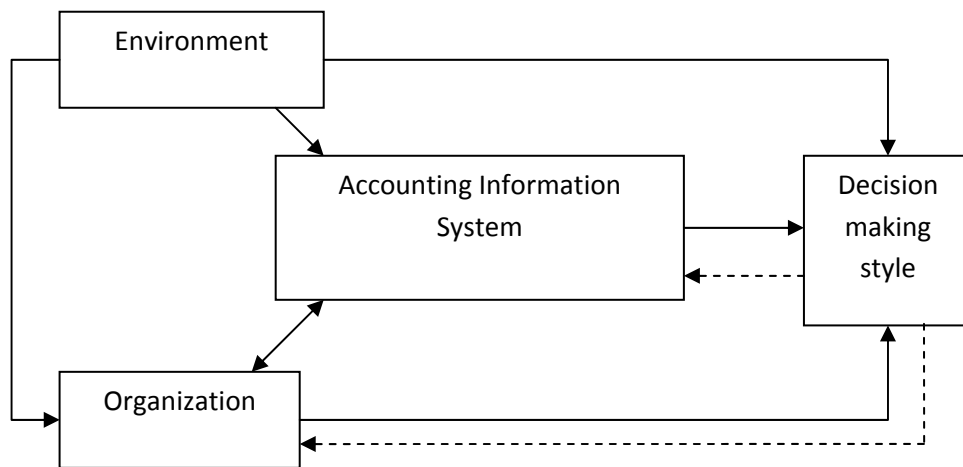 Environment
Accounting Information
System
Decision
making
style
Organization